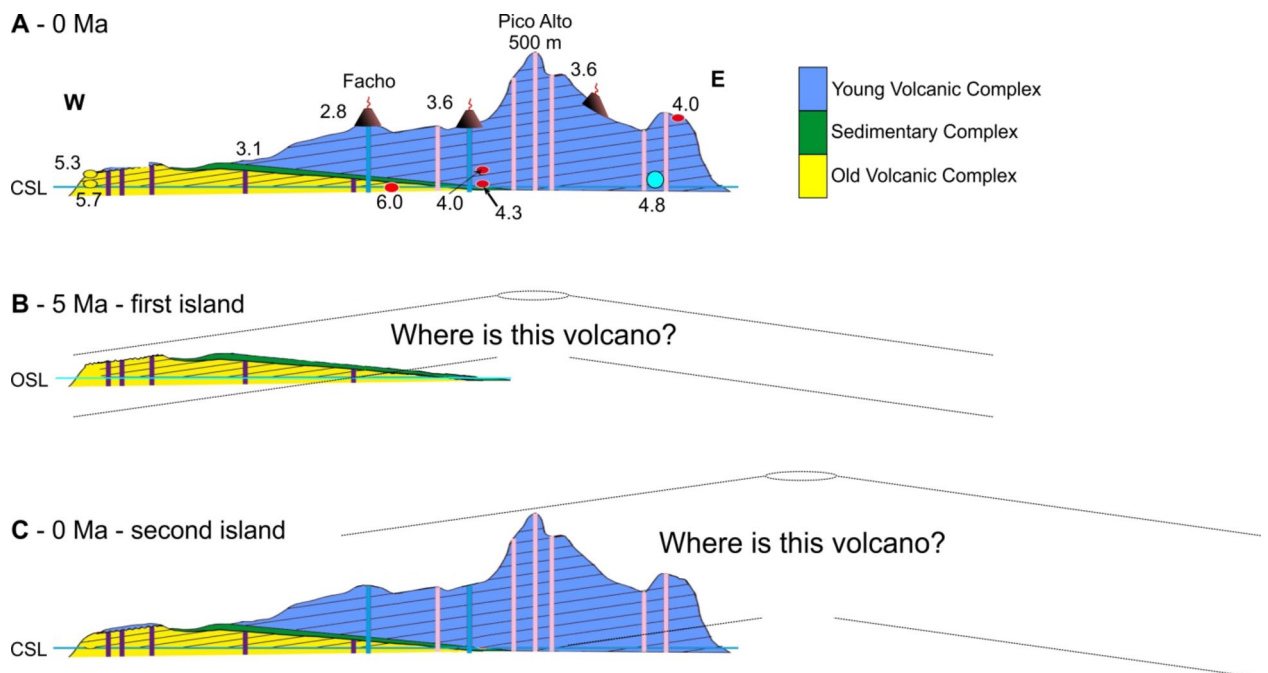 A - 0 Ma
Pico Alto
500 m
W
Facho
2.8
3.6
3.6
E
4.0
3.1
5.3
CSL
5.7
6.0
4.0
4.3
4.8
Young Volcanic Complex
Sedimentary Complex
Old Volcanic Complex
B - 5 Ma - first island
Where is this volcano?
OSL
C - 0 Ma - second island
Where is this volcano?
CSL